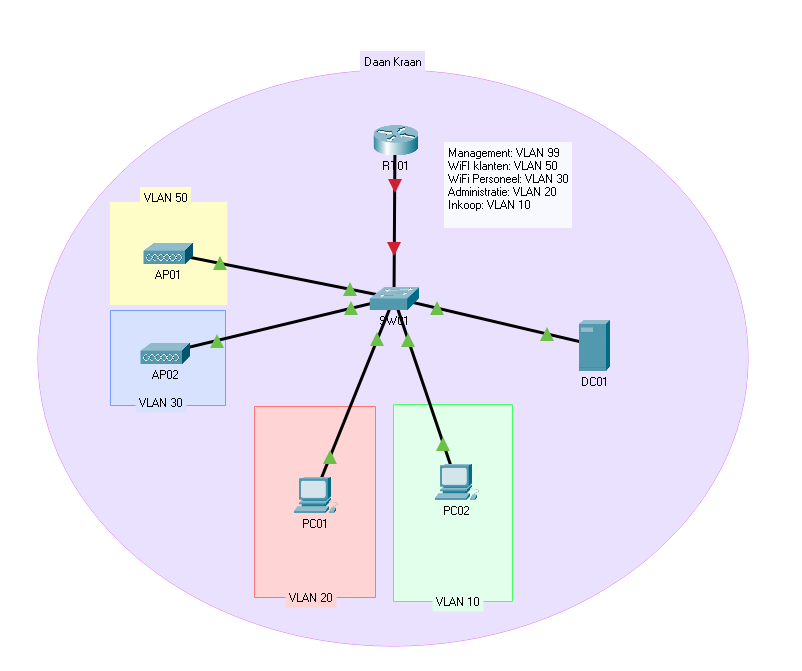 Daan Kraan
RT01
Management: VLAN 99
WiFI klanten: VLAN 50
WiFi Personeel: VLAN 30
Administratie: VLAN 20
Inkoop: VLAN 10
VLAN 50
AP01
SW01
AP02
DC01
VLAN 30
PC01
PC02
VLAN 20
VLAN 10